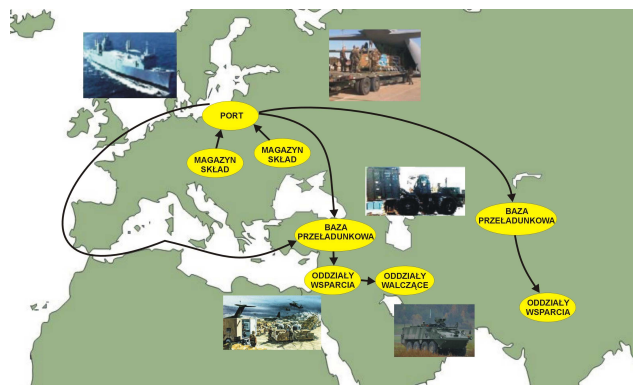 PORT
MAGAZYN
SKŁAD
MAGAZYN
SKŁAD
BAZA
PRZEŁADUNKOWA
BAZA
PRZEŁADUNKOWA
ODDZIAŁY
WSPARCIA
ODDZIAŁY
WALCZĄCE
ODDZIAŁY
WSPARCIA